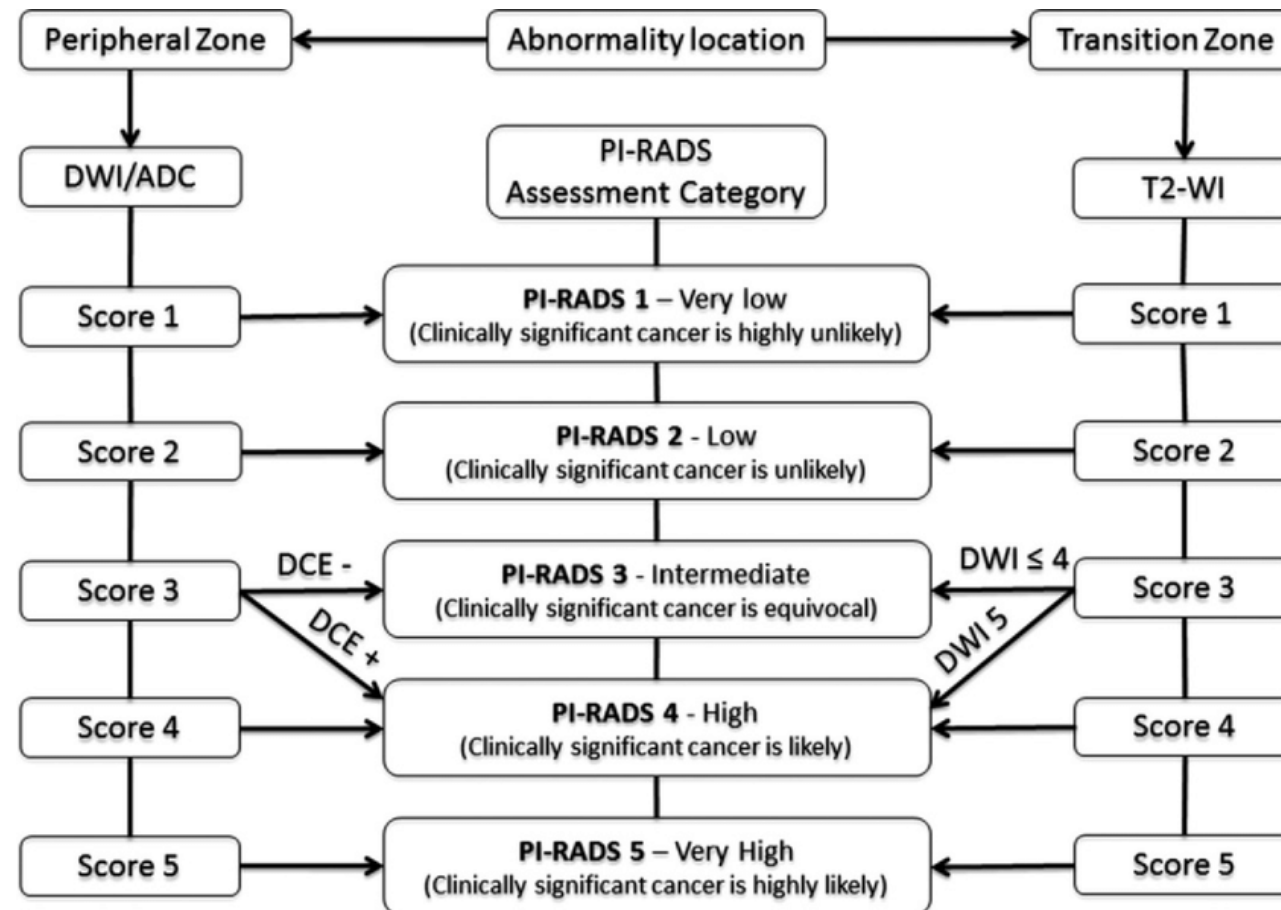 Peripheral Zone
Abnormality location
Transition Zone
DWI/ADC
PI-RADS
Assessment Category
T2-WI
Score 1
PI-RADS 1 – Very low
(Clinically significant cancer is highly unlikely)
Score 1
Score 2
PI-RADS 2 - Low
(Clinically significant cancer is unlikely)
Score 2
Score 3
DCE -
DCE +
PI-RADS 3 - Intermediate
(Clinically significant cancer is equivocal)
DWI ≤ 4
DWI 5
Score 3
Score 4
PI-RADS 4 - High
(Clinically significant cancer is likely)
Score 4
Score 5
PI-RADS 5 – Very High
(Clinically significant cancer is highly likely)
Score 5